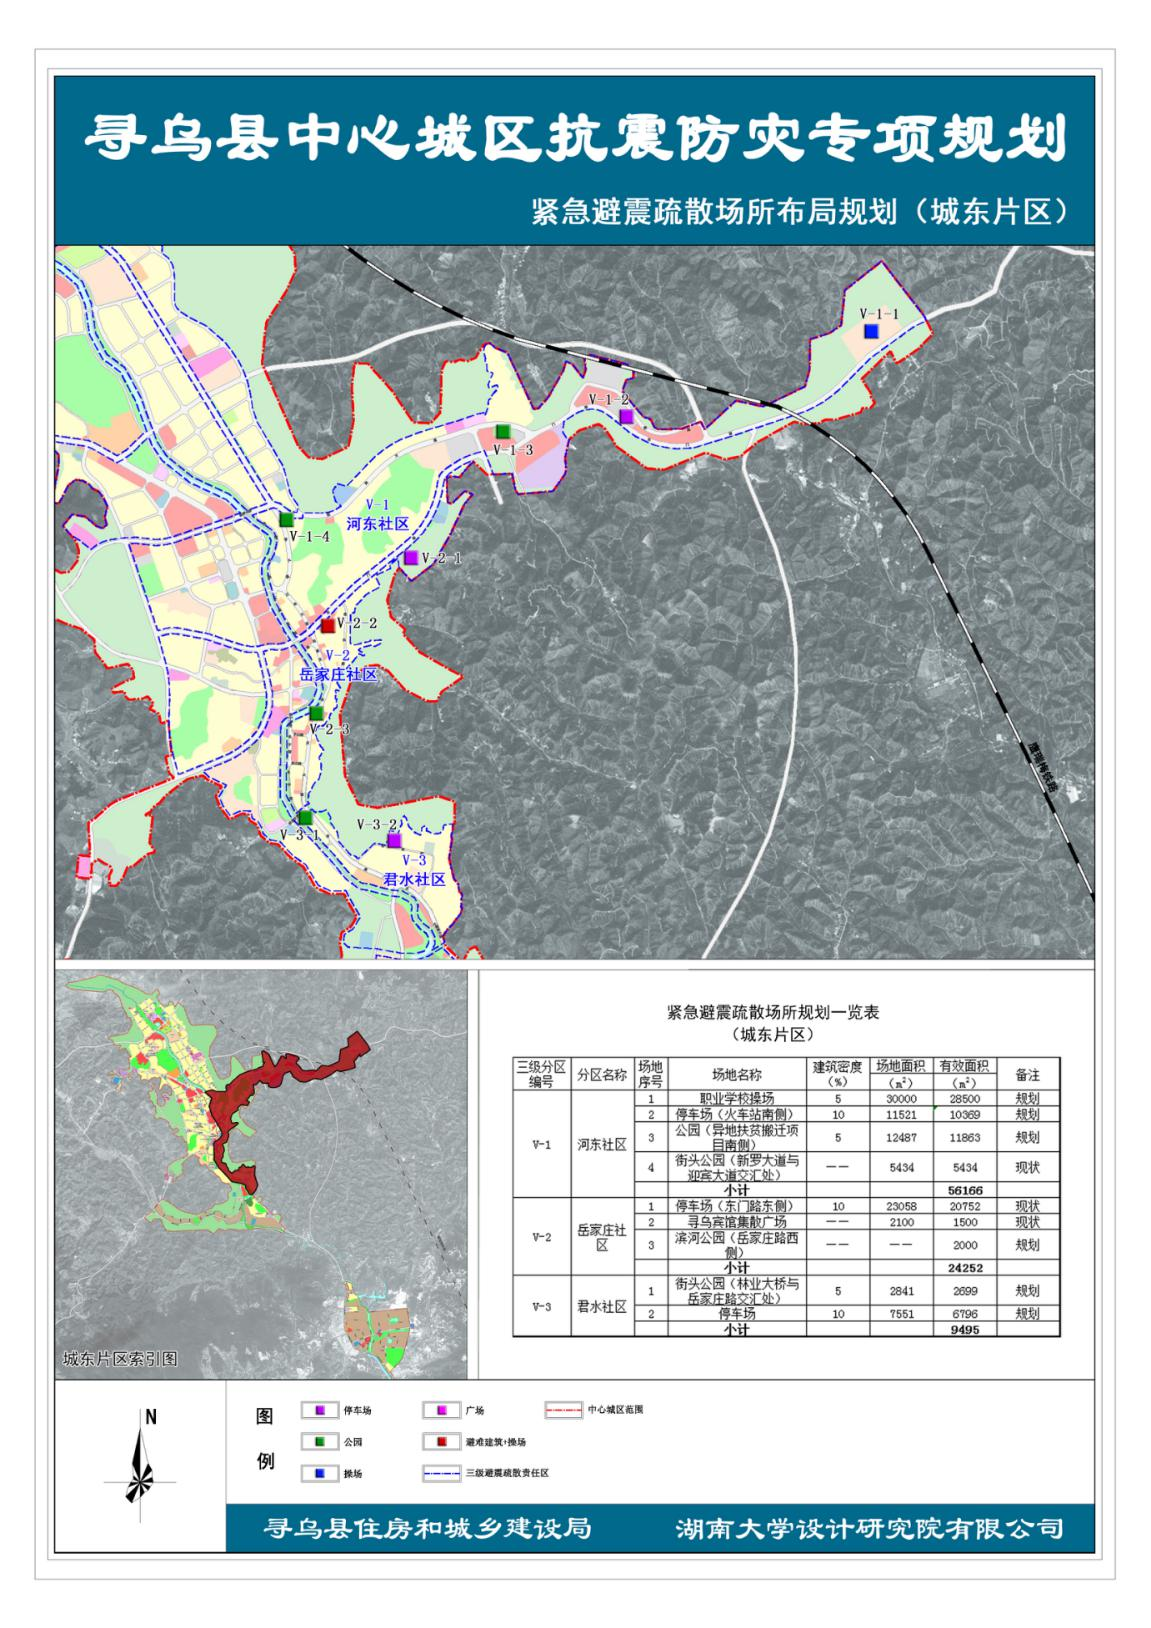 寻乌县中心城区抗震防灾专项规划
紧急避震疏散场所布局规划（城东片区）
V-1-1
V-1-2
V-1-3
V-1
河东社区
V-1-4
V-2-1
V-2-2
V-2
岳家庄社区
V-2-3
鹰瑞梅铁路
V-3-1
V-3-2
V-3
君水社区
城东片区索引图
紧急避震疏散场所规划一览表
（城东片区）
三级分区编号 分区名称 场地序号 场地名称 建筑密度（%） 场地面积（㎡） 有效面积（㎡） 备注
V-1 河东社区 1 职业学校操场 5 30000 28500 规划
2 停车场（火车站南侧） 10 11521 10369 规划
3 公园（异地扶贫搬迁项目南侧） 5 12487 11863 规划
4 街头公园（新罗大道与迎宾大道交汇处） —— 5434 5434 现状
小计 56166
V-2 岳家庄社区 1 停车场（东门路东侧） 10 23058 20752 现状
2 寻乌宾馆集散广场 —— 2100 1500 现状
3 滨河公园（岳家庄路西侧） —— —— 2000 规划
小计 24252
V-3 君水社区 1 街头公园（林业大桥与岳家庄路交汇处） 5 2841 2699 规划
2 停车场 10 7551 6796 规划
小计 9495
N
图例
停车场
广场
中心城区范围
公园
避难建筑+操场
操场
三级避震疏散责任区
寻乌县住房和城乡建设局
湖南大学设计研究院有限公司